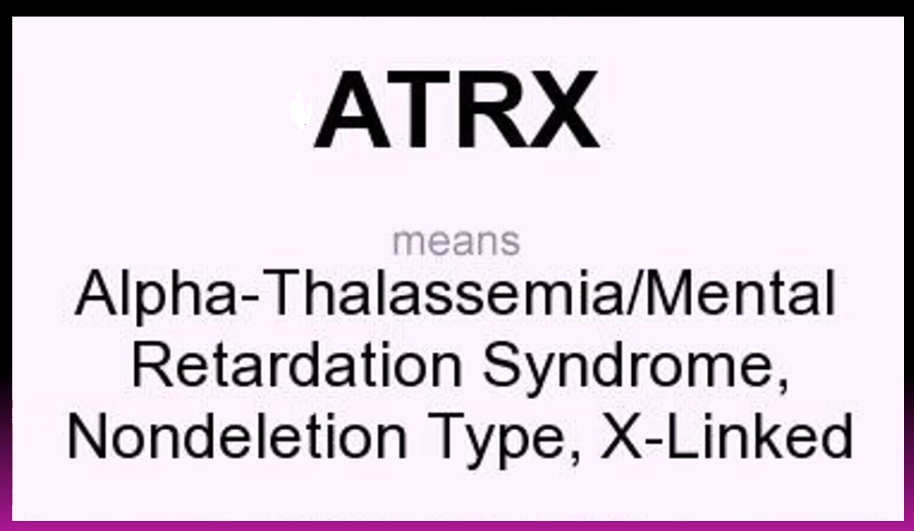 ATRX
means
Alpha-Thalassemia/Mental
Retardation Syndrome,
Nondeletion Type, X-Linked